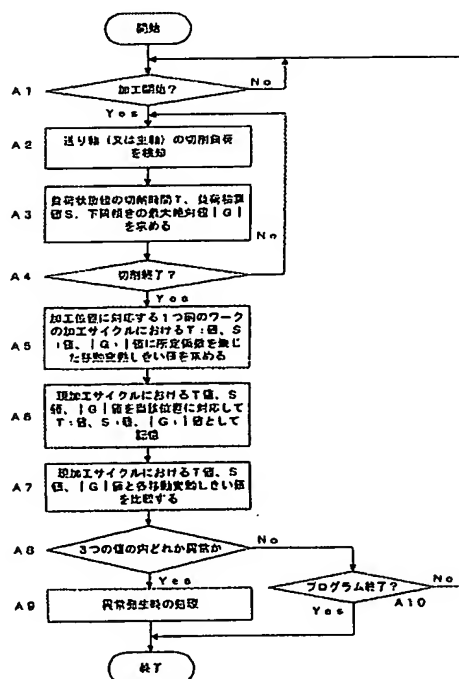 開始
A1
加工開始?
No
Yes
A2
送り軸(又は主軸)の切削負荷
を検知
A3
負荷状態値の切削時間T、負荷積算
値S、下降傾きの最大絶対値|G|
を求める
No
A4
切削終了?
Yes
A5
加工位置に対応する1つ前のワーク
の加工サイクルにおけるT
値、|G
値に所定係数を乗じ
た移動変動しきい値を求める
A6
現加工サイクルにおけるT値、S
値、|G|値を当該位置に対応して
値として
記憶
A7
現加工サイクルにおけるT値、S
値、|G|値と各移動変動しきい値
を比較する
A8
3つの値の内どれか異常か
No
Yes
A9
異常発生時の処理
プログラム終了?
No
Yes
A10
終了